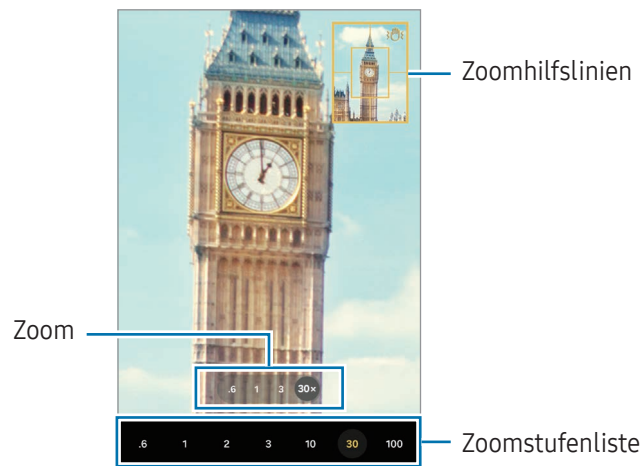 Zoomhilfslinien
Zoom
.6 1 3 30×
.6 1 2 3 10 30 100
Zoomstufenliste